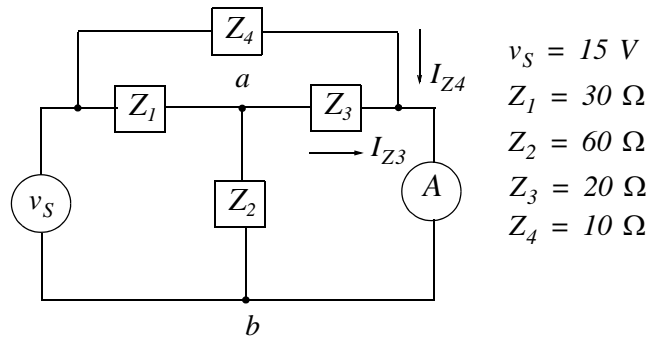 Z4
a
IZ4
Z1
Z3
IZ3
vS
Z2
A
b
vS = 15 V
Z1 = 30 Ω
Z2 = 60 Ω
Z3 = 20 Ω
Z4 = 10 Ω